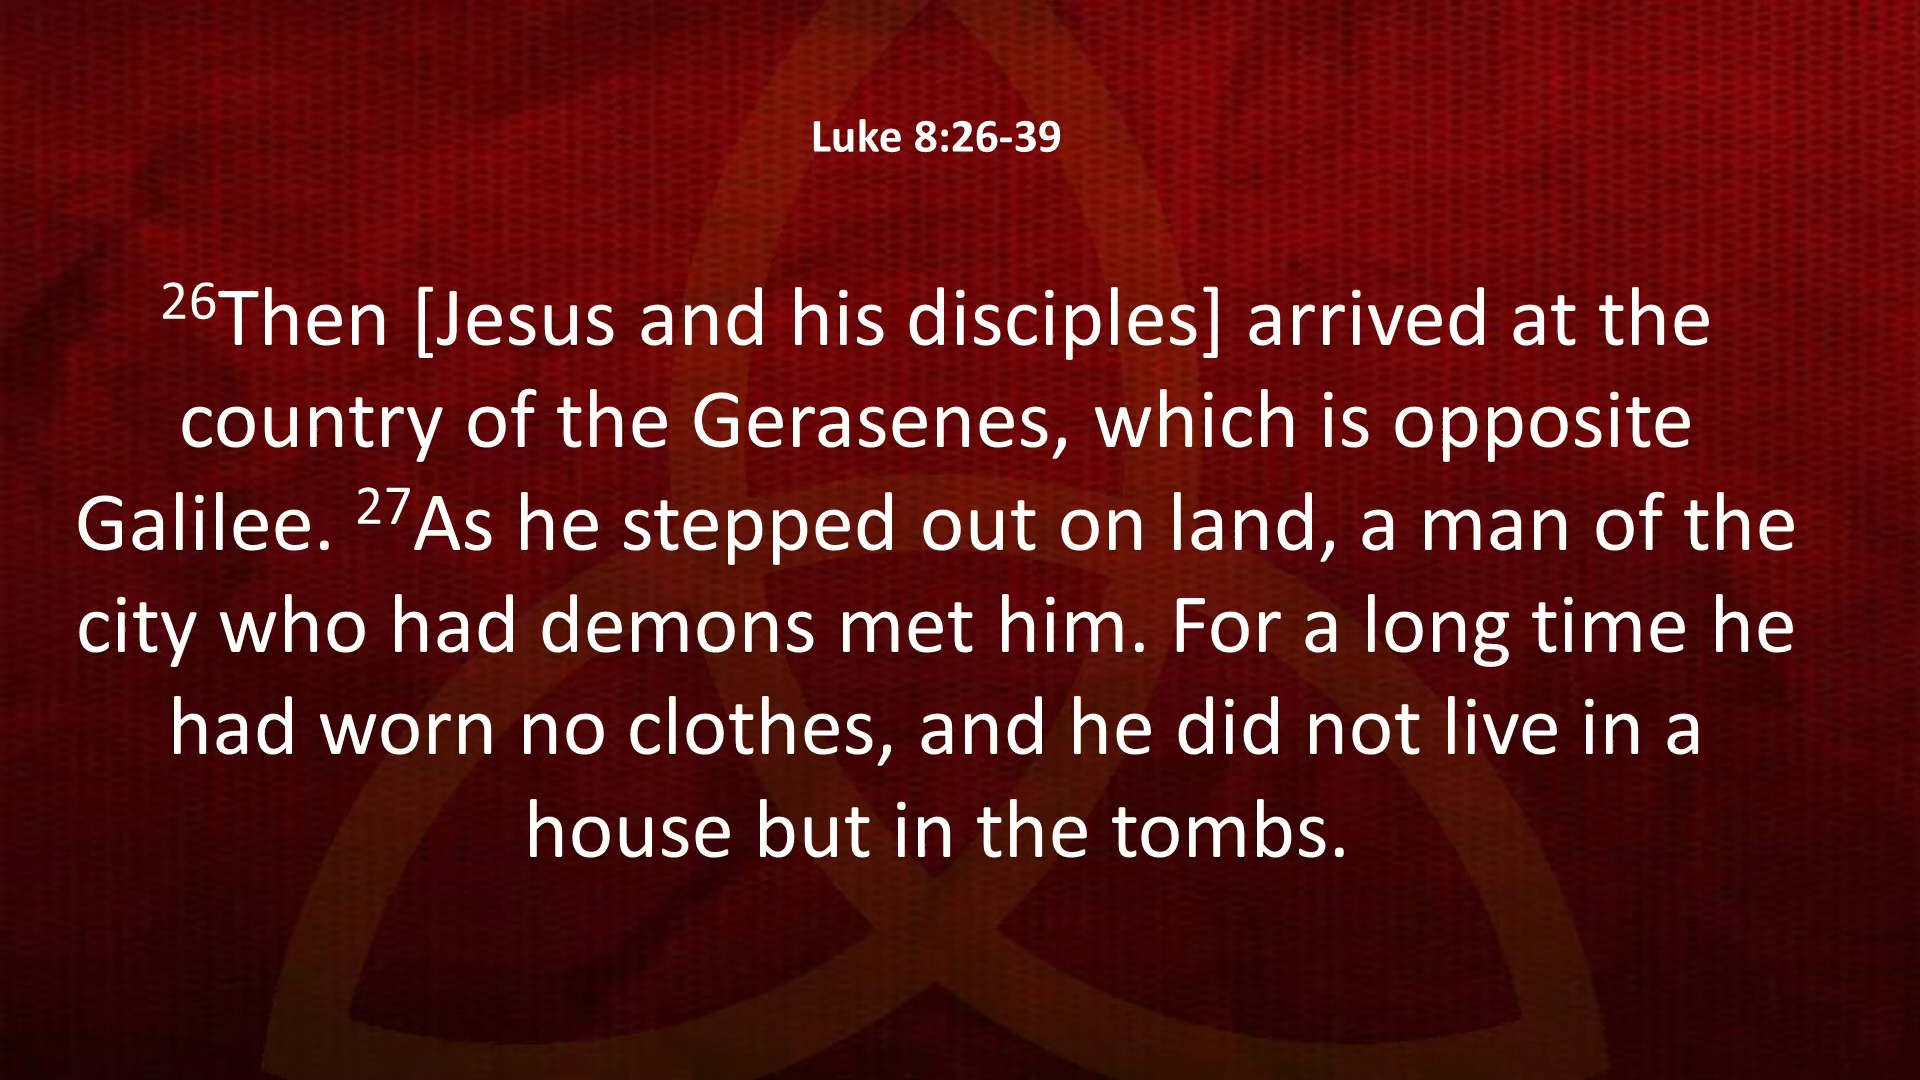 Luke 8:26-39
26Then [Jesus and his disciples] arrived at the
country of the Gerasenes, which is opposite
Galilee. 27As he stepped out on land, a man of the
city who had demons met him. For a long time he
had worn no clothes, and he did not live in a
house but in the tombs.